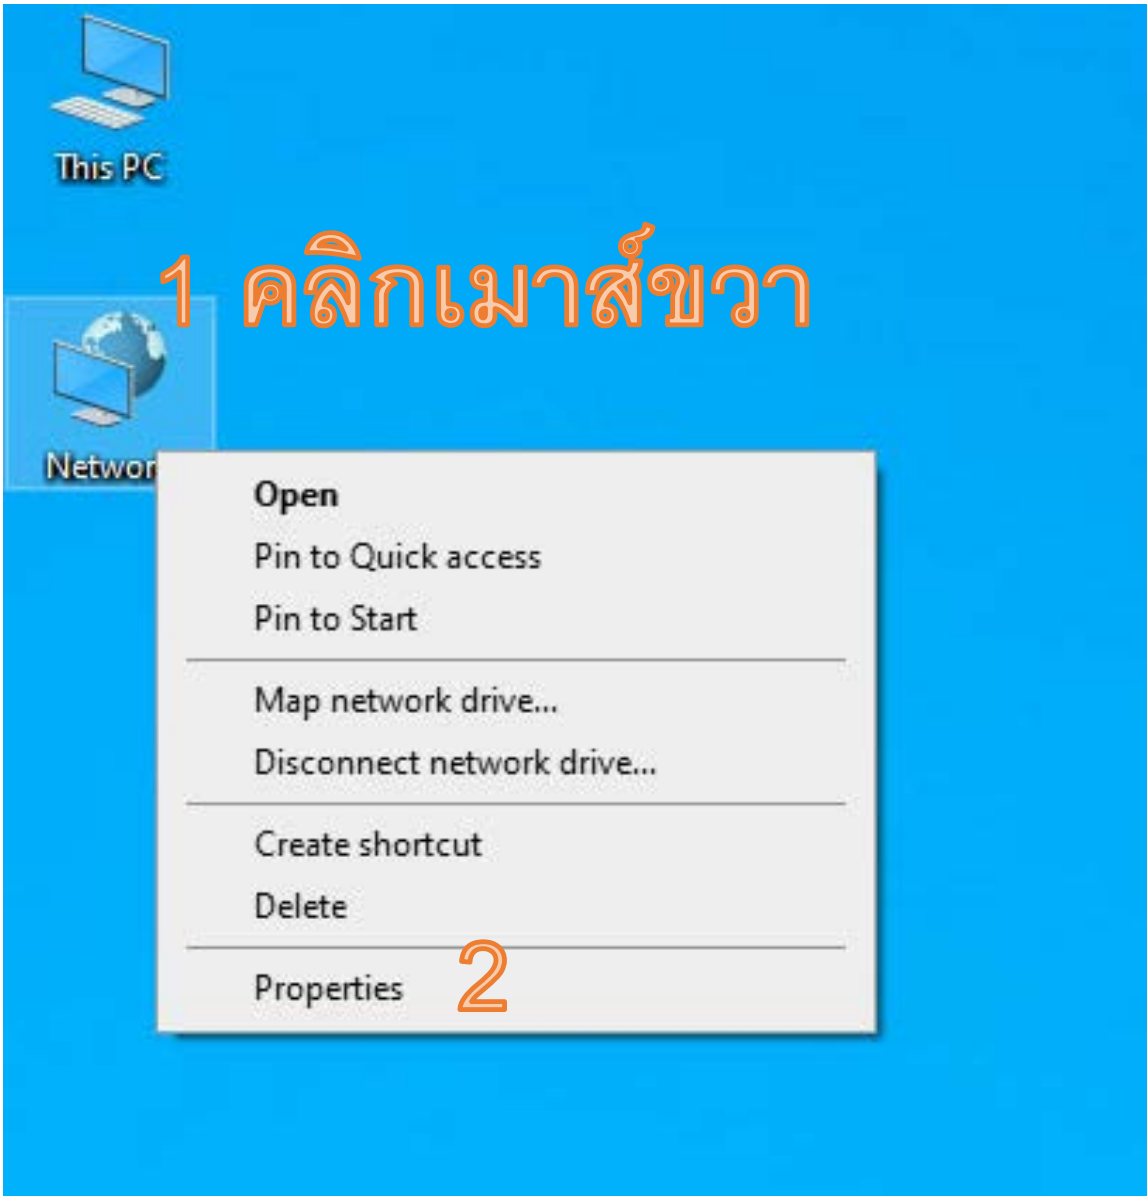 This PC
1 คลิกเมาส์ขวา
Networ
Open
Pin to Quick access
Pin to Start
Map network drive...
Disconnect network drive...
Create shortcut
Delete
Properties 2